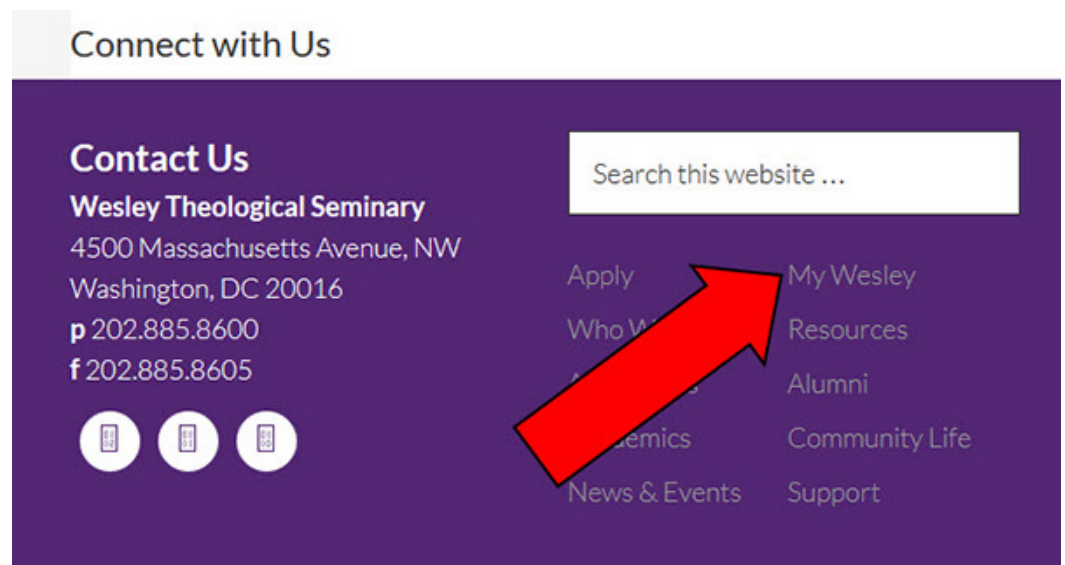 Connect with Us
Contact Us
Wesley Theological Seminary
4500 Massachusetts Avenue, NW
Washington, DC 20016
p 202.885.8600
f 202.885.8605
Search this website ...
Apply
Who
News & Events
My Wesley
Resources
Alumni
Community Life
Support